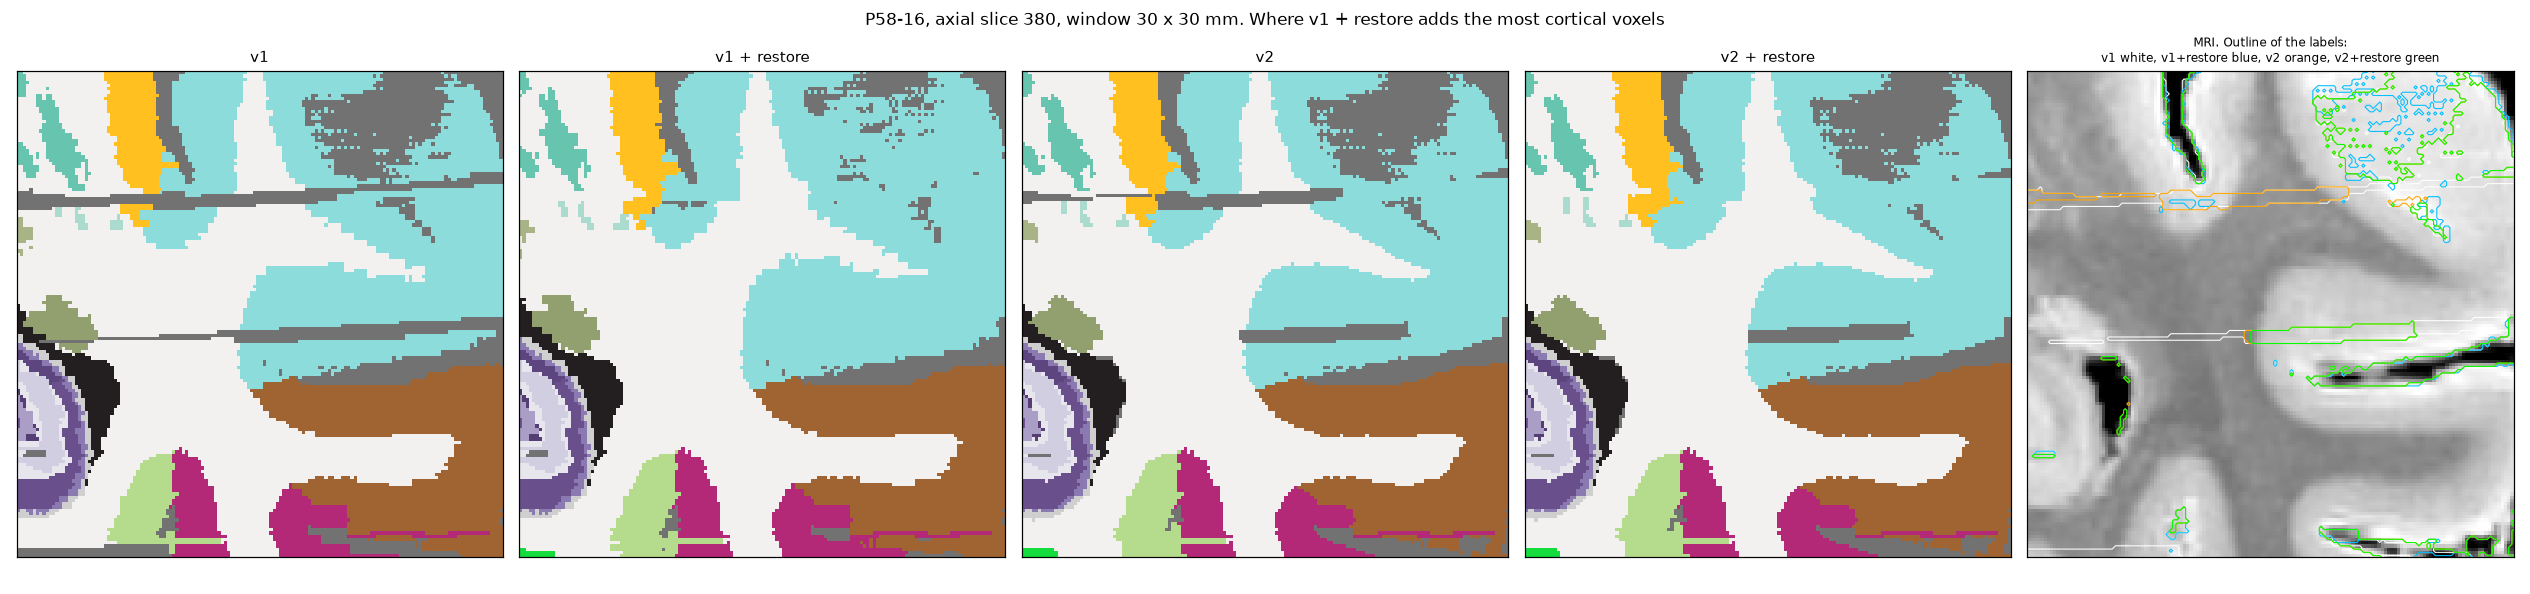 P58-16, axial slice 380, window 30 x 30 mm. Where v1 + restore adds the most cortical voxels
v1
v1 + restore
v2
v2 + restore
MRI. Outline of the labels:
v1 white, v1+restore blue, v2 orange, v2+restore green